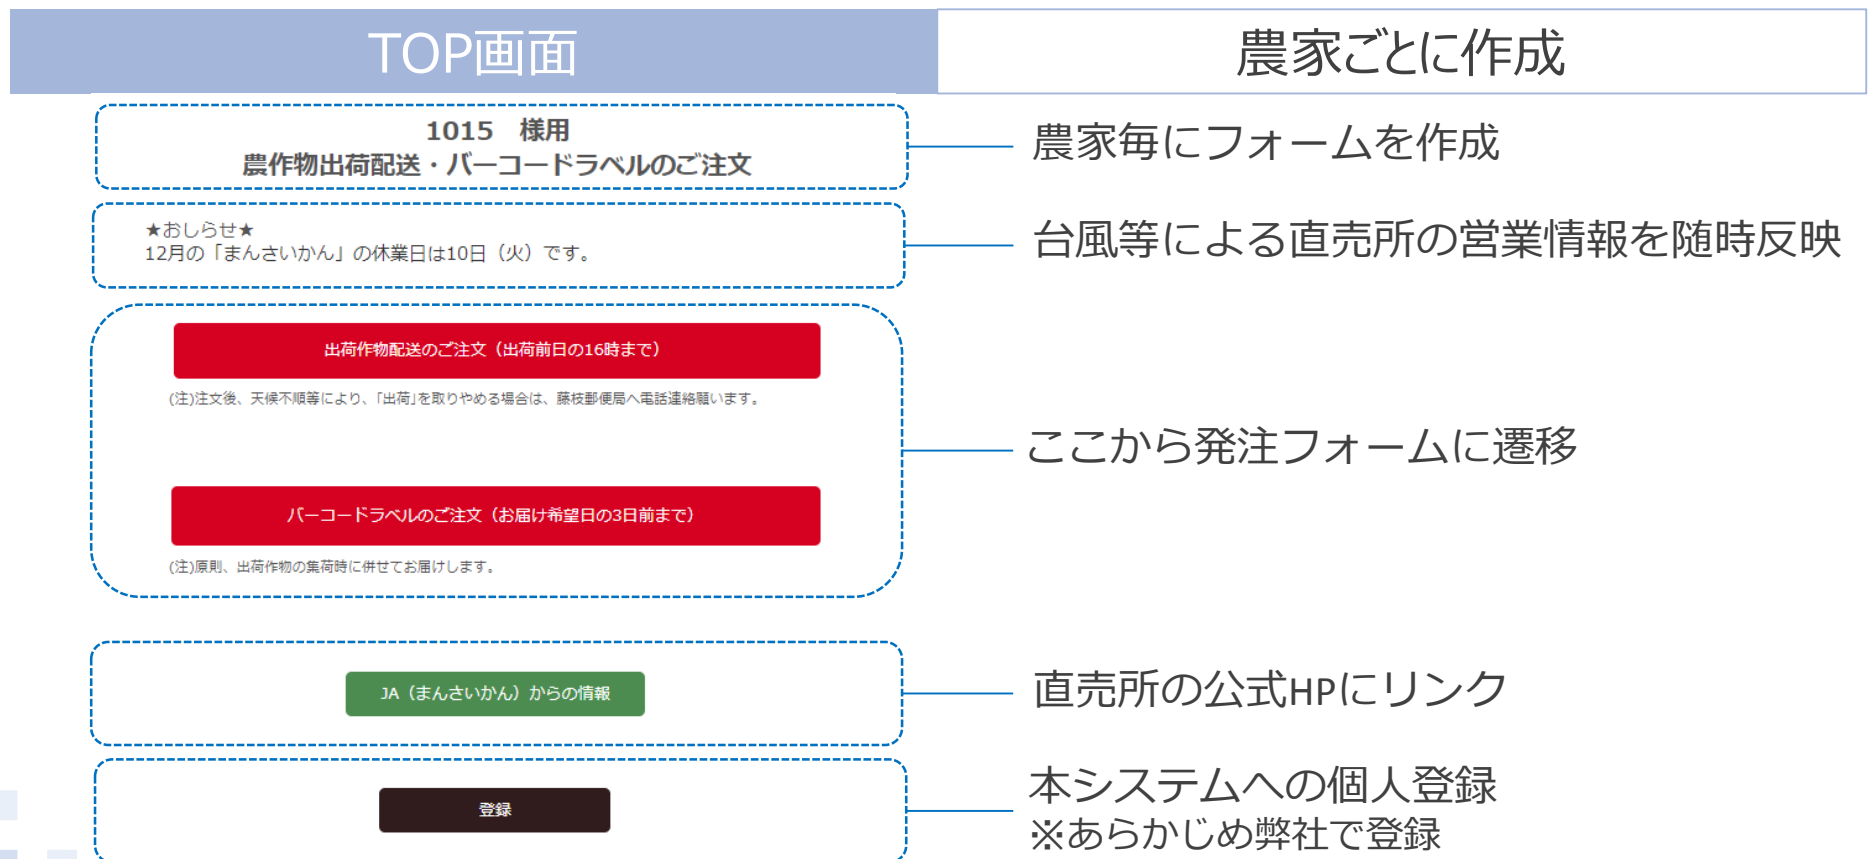 TOP画面
農家ごとに作成
1015　様用
農作物出荷配送・バーコードラベルのご注文
農家毎にフォームを作成
★おしらせ★
12月の「まんさいかん」の休業日は10日（火）です。
台風等による直売所の営業情報を随時反映
出荷作物配送のご注文（出荷前日の16時まで）
(注)注文後、天候不順等により、「出荷」を取りやめる場合は、藤枝郵便局へ電話連絡願います。
ここから発注フォームに遷移
バーコードラベルのご注文（お届け希望日の3日前まで）
(注)原則、出荷作物の集荷時に併せてお届けします。
JA（まんさいかん）からの情報
直売所の公式HPにリンク
登録
本システムへの個人登録
※あらかじめ弊社で登録